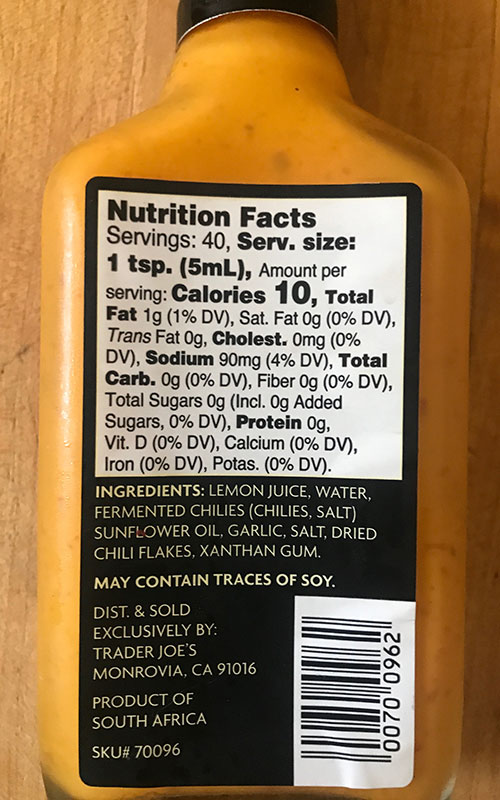 Nutrition Facts
Servings: 40, Serv. size:
1 tsp. (5mL), Amount per
serving: Calories 10, Total
Fat 1g (1% DV), Sat. Fat 0g (0% DV),
Trans Fat 0g, Cholest. 0mg (0%
DV), Sodium 90mg (4% DV), Total
Carb. 0g (0% DV), Fiber 0g (0% DV),
Total Sugars 0g (Incl. 0g Added
Sugars, 0% DV), Protein 0g,
Vit. D (0% DV), Calcium (0% DV),
Iron (0% DV), Potas. (0% DV).
INGREDIENTS: LEMON JUICE, WATER,
FERMENTED CHILIES (CHILIES, SALT)
SUNFLOWER OIL, GARLIC, SALT, DRIED
CHILI FLAKES, XANTHAN GUM.
MAY CONTAIN TRACES OF SOY.
DIST. & SOLD
EXCLUSIVELY BY:
TRADER JOE'S
MONROVIA, CA 91016
PRODUCT OF
SOUTH AFRICA
SKU# 70096
0070 0962